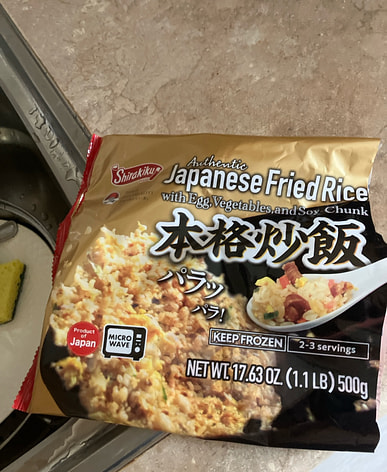 Shirakiku
Authentic
Japanese Fried Rice
with Egg, Vegetables, and Soy Chunk
本格炒飯
パラッ
パラ!
KEEP FROZEN
2-3 servings
Product
of
Japan
MICRO
WAVE
NET WT. 17.63 OZ. (1.1 LB) 500g